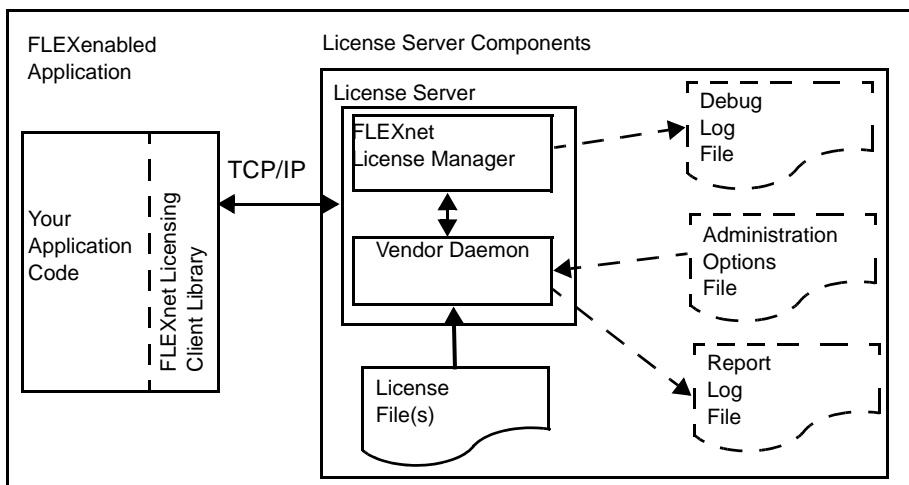 FLEXenabled
Application
License Server Components
License Server
FLEXnet
License Manager
Debug
Log
File
TCP/IP
Your
Application
Code
FLEXnet Licensing
Client Library
Vendor Daemon
Administration
Options
File
License
File(s)
Report
Log
File